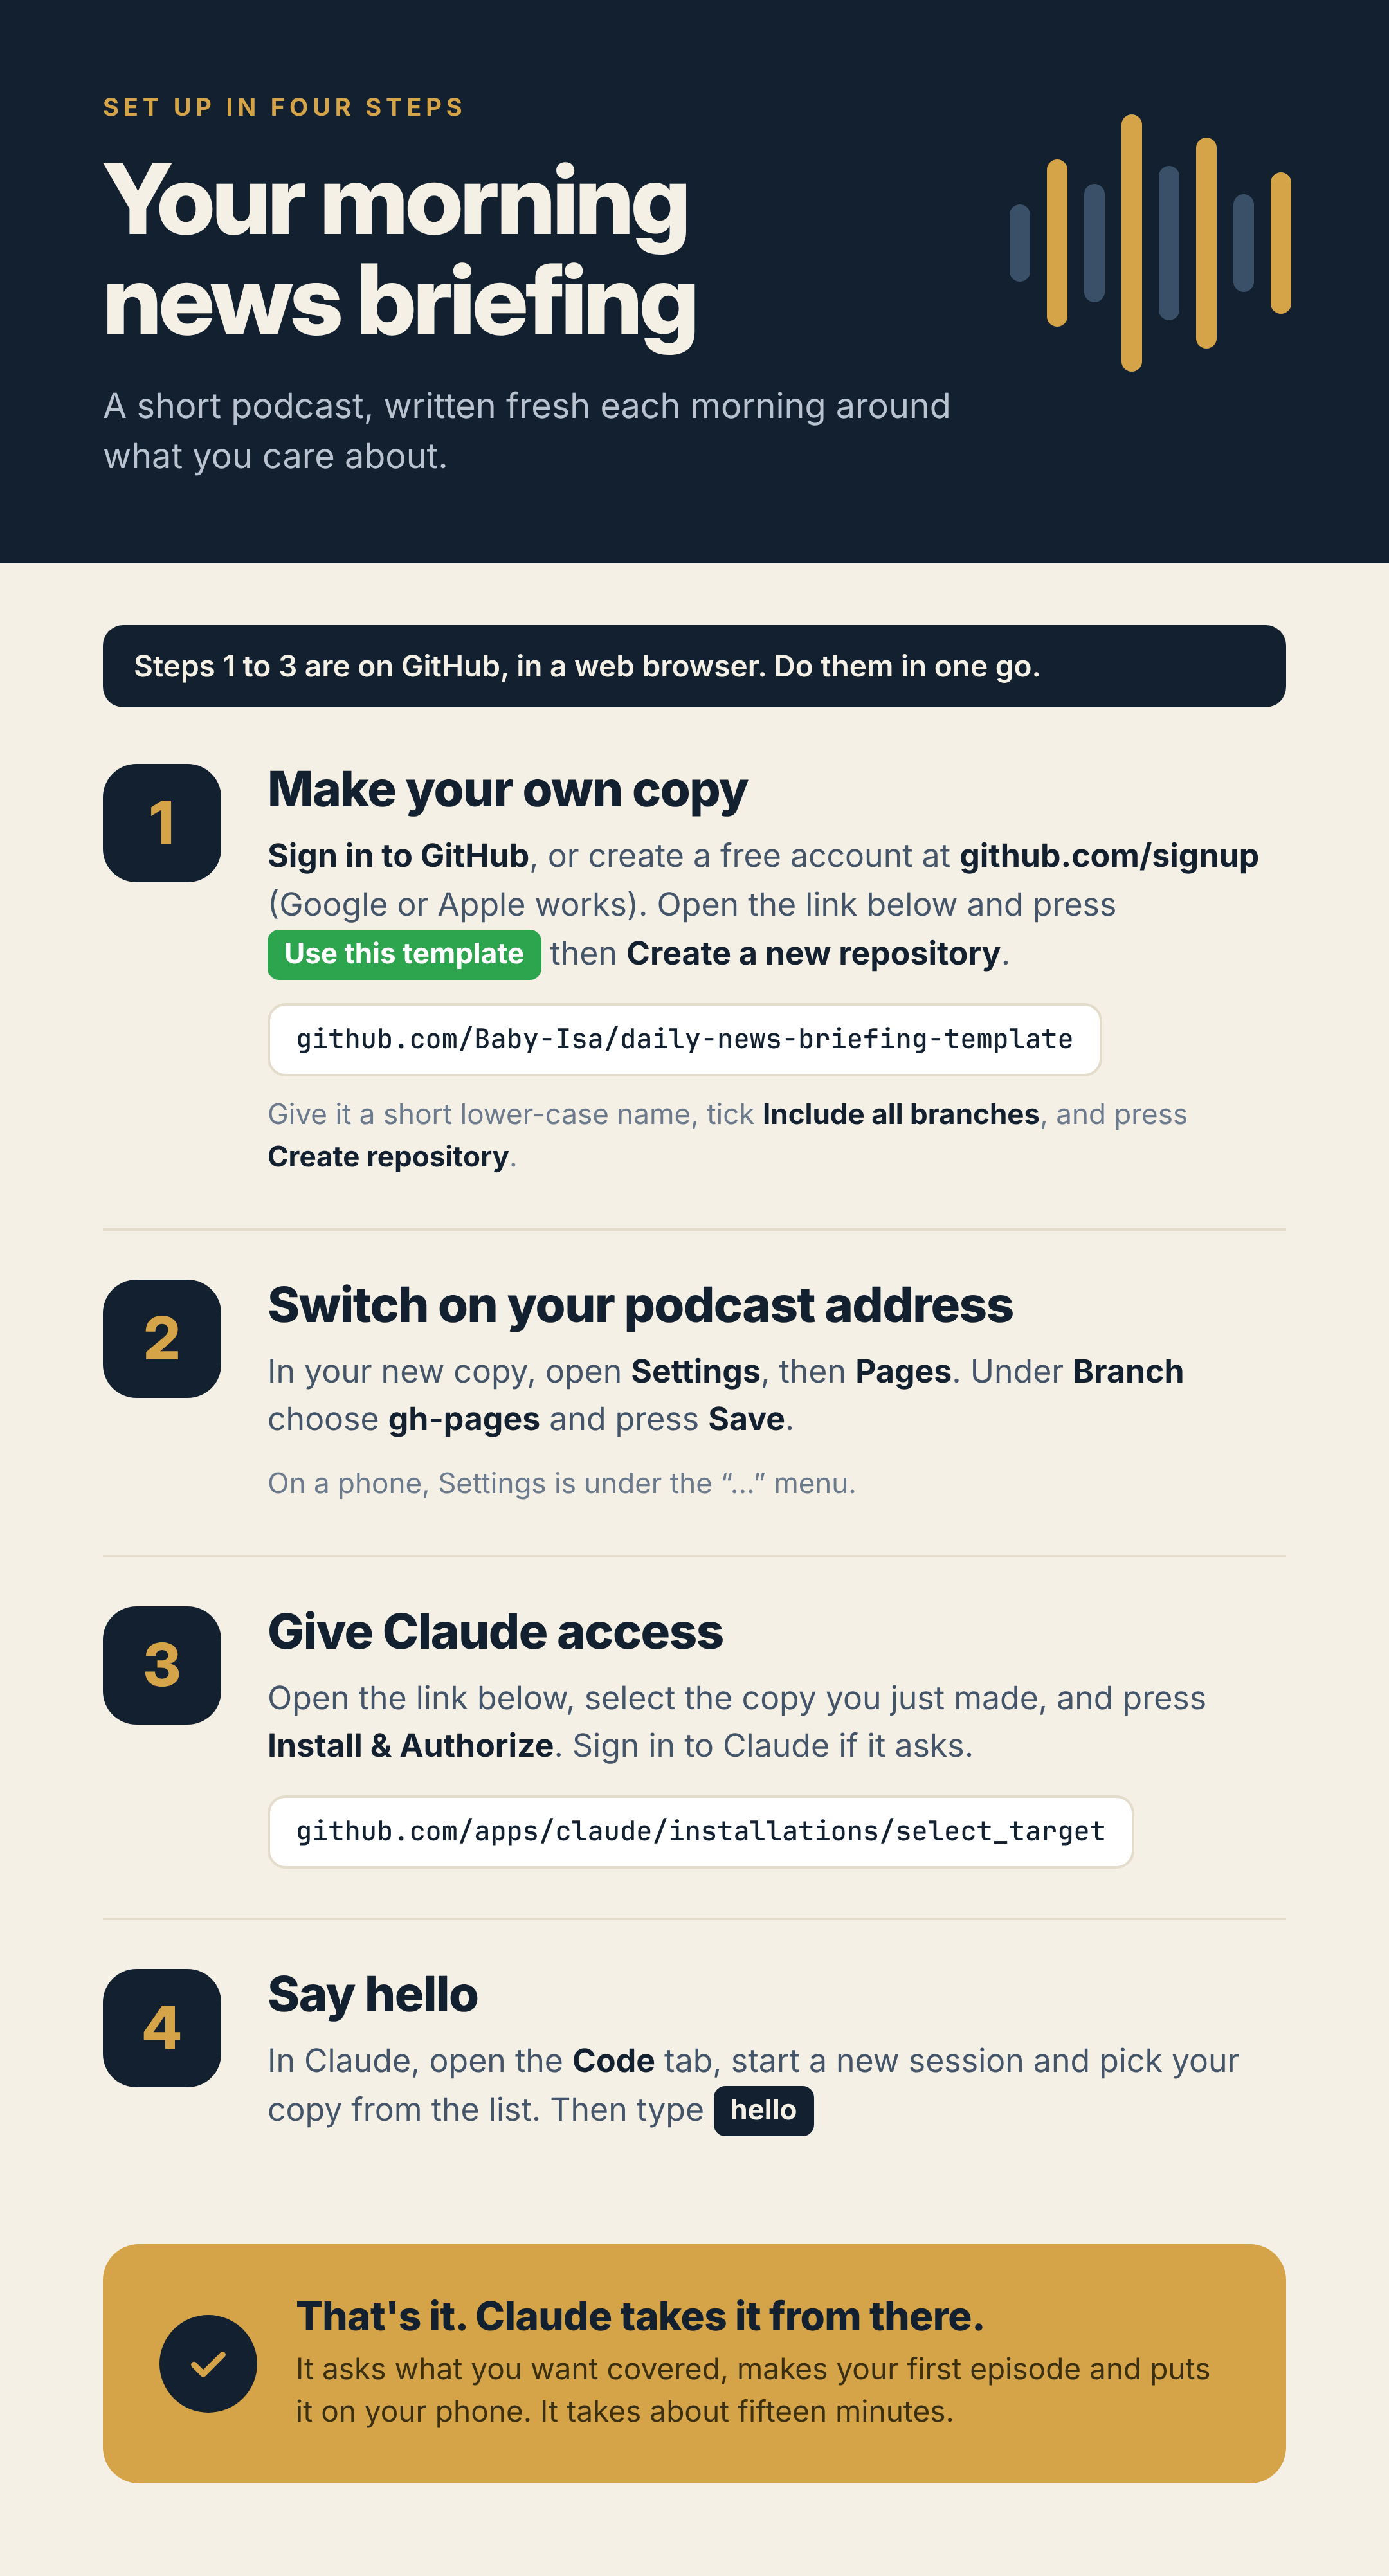 SET UP IN FOUR STEPS
Your morning
news briefing
A short podcast, written fresh each morning around
what you care about.
Steps 1 to 3 are on GitHub, in a web browser. Do them in one go.
1
Make your own copy
Sign in to GitHub, or create a free account at github.com/signup
(Google or Apple works). Open the link below and press
Use this template then Create a new repository.
github.com/Baby-Isa/daily-news-briefing-template
Give it a short lower-case name, tick Include all branches, and press
Create repository.
2
Switch on your podcast address
In your new copy, open Settings, then Pages. Under Branch
choose gh-pages and press Save.
On a phone, Settings is under the “…” menu.
3
Give Claude access
Open the link below, select the copy you just made, and press
Install & Authorize. Sign in to Claude if it asks.
github.com/apps/claude/installations/select_target
4
Say hello
In Claude, open the Code tab, start a new session and pick your
copy from the list. Then type hello
That's it. Claude takes it from there.
It asks what you want covered, makes your first episode and puts
it on your phone. It takes about fifteen minutes.